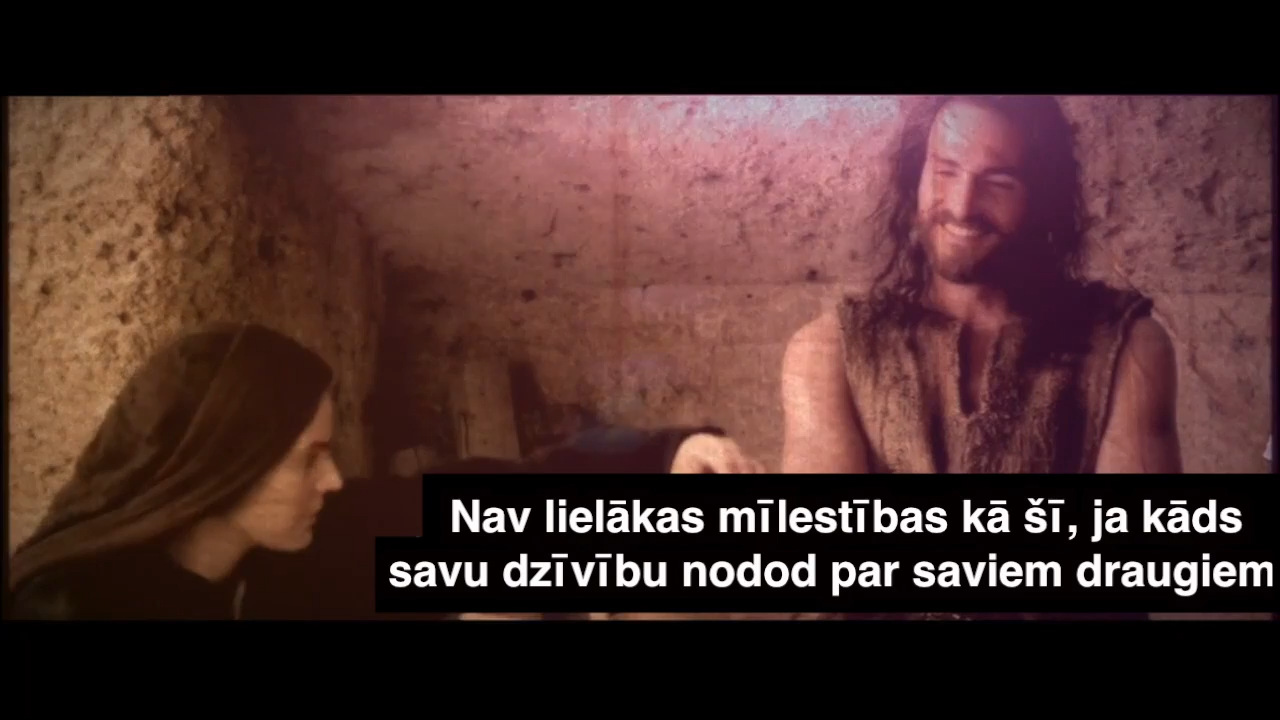 Nav lielākas mīlestības kā šī, ja kāds
savu dzīvību nodod par saviem draugiem